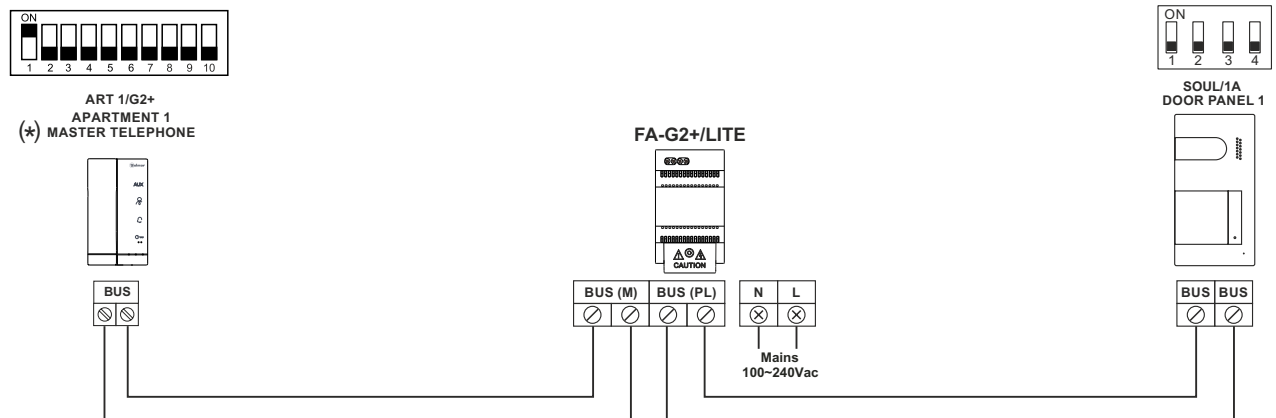 ON
1 2 3 4 5 6 7 8 9 10
ART 1/G2+
APARTMENT 1
(*) MASTER TELEPHONE
AUX
BUS
FA-G2+/LITE
CAUTION
BUS (M) BUS (PL) N L
Mains
100~240Vac
ON
1 2 3 4
SOUL/1A
DOOR PANEL 1
BUS BUS